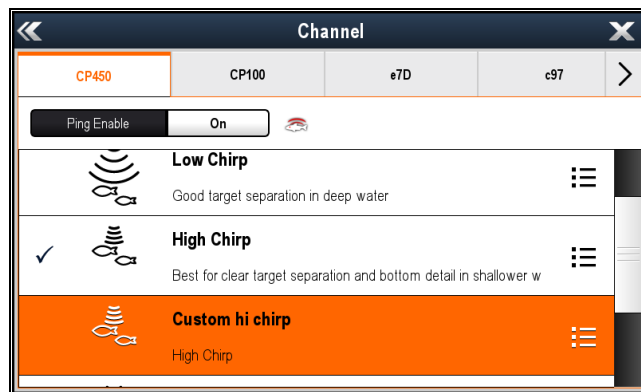 Channel
CP450 CP100 e7D c97
Ping Enable On
Low Chirp
Good target separation in deep water
High Chirp
Best for clear target separation and bottom detail in shallower w
Custom hi chirp
High Chirp